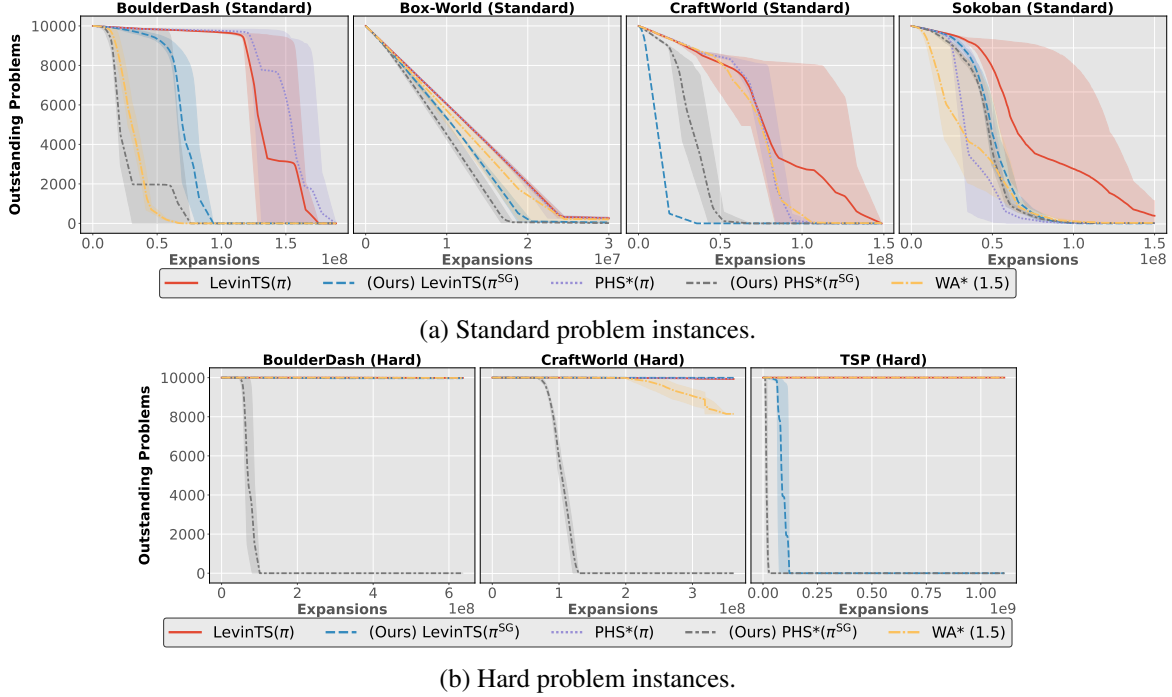 BoulderDash (Standard) Box-World (Standard) CraftWorld (Standard) Sokoban (Standard)
Outstanding Problems
10000
8000
6000
4000
2000
0
0.0 0.5 1.0 1.5 0 1 2 3 0.0 0.5 1.0 1.5 0.0 0.5 1.0 1.5
Expansions 1e8 Expansions 1e7 Expansions 1e8 Expansions 1e8
LevinTS(π) (Ours) LevinTS(π^SG) PHS*(π) (Ours) PHS*(π^SG) WA* (1.5)
(a) Standard problem instances.
BoulderDash (Hard) CraftWorld (Hard) TSP (Hard)
Outstanding Problems
10000
8000
6000
4000
2000
0
0 2 4 6 0 1 2 3 0.00 0.25 0.50 0.75 1.00
Expansions 1e8 Expansions 1e8 Expansions 1e9
LevinTS(π) (Ours) LevinTS(π^SG) PHS*(π) (Ours) PHS*(π^SG) WA* (1.5)
(b) Hard problem instances.